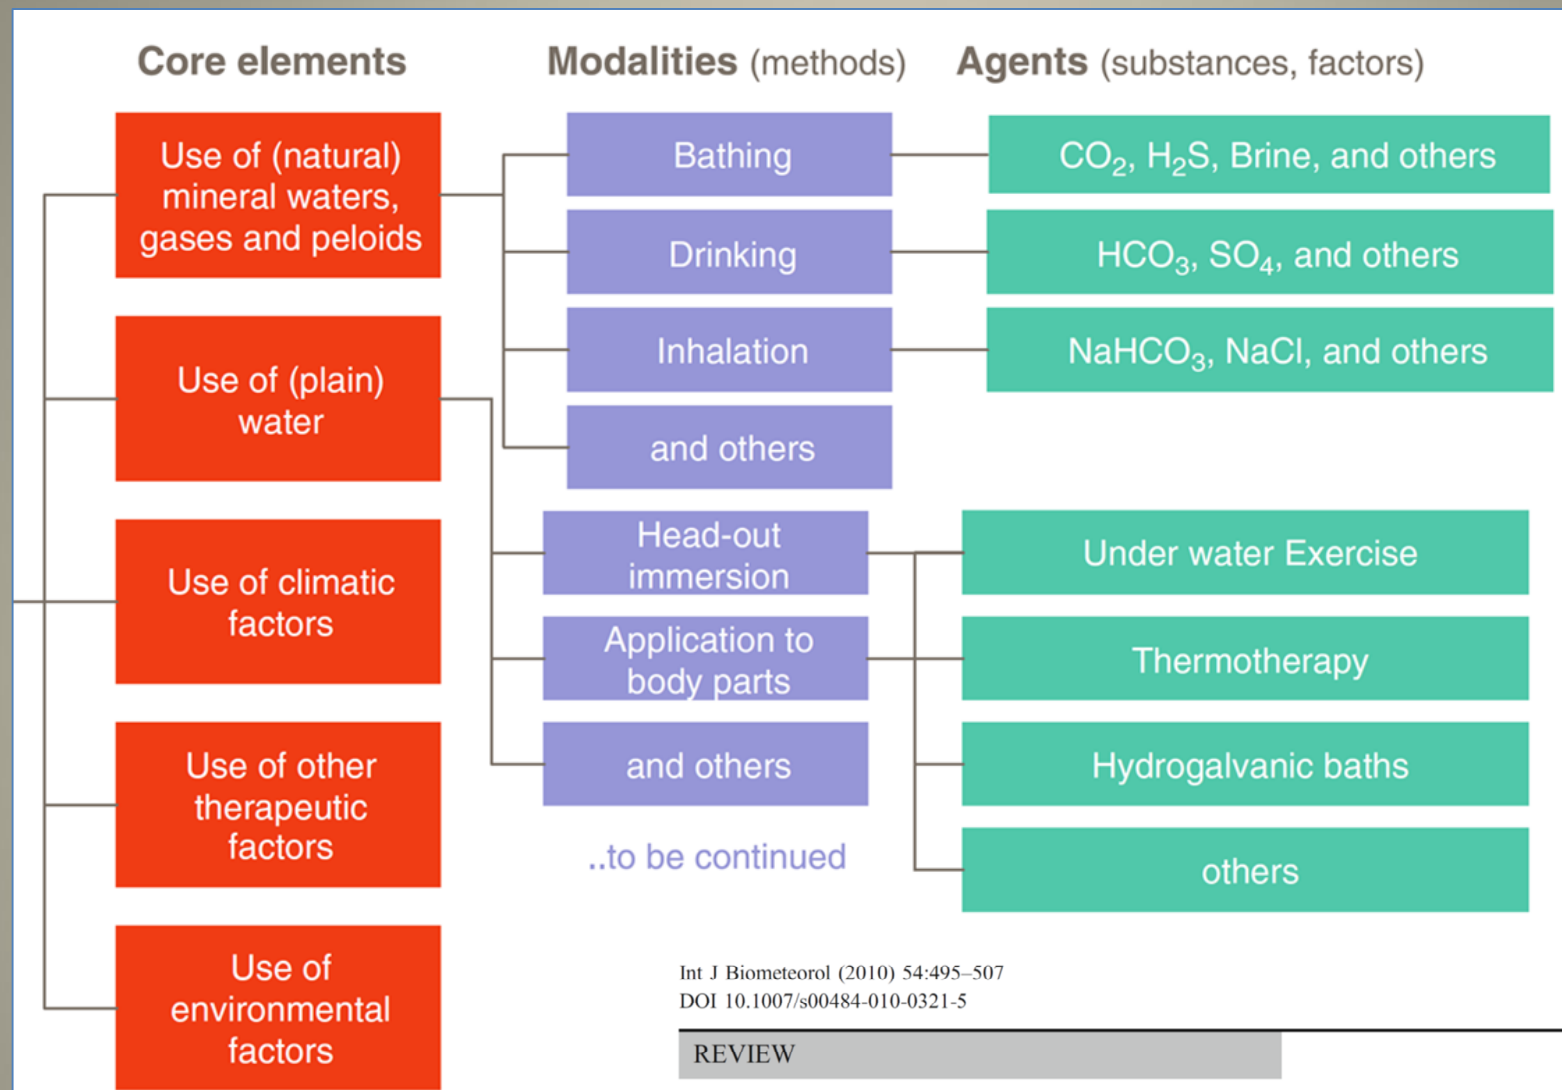 Core elements
Modalities (methods)
Agents (substances, factors)
Use of (natural)
mineral waters,
gases and peloids
Use of (plain)
water
Use of climatic
factors
Use of other
therapeutic
factors
Use of
environmental
factors
Bathing
Drinking
Inhalation
and others
Head-out
immersion
Application to
body parts
and others
..to be continued
CO₂, H₂S, Brine, and others
HCO₃, SO₄, and others
NaHCO₃, NaCl, and others
Under water Exercise
Thermotherapy
Hydrogalvanic baths
others
Int J Biometeorol (2010) 54:495–507
DOI 10.1007/s00484-010-0321-5
REVIEW